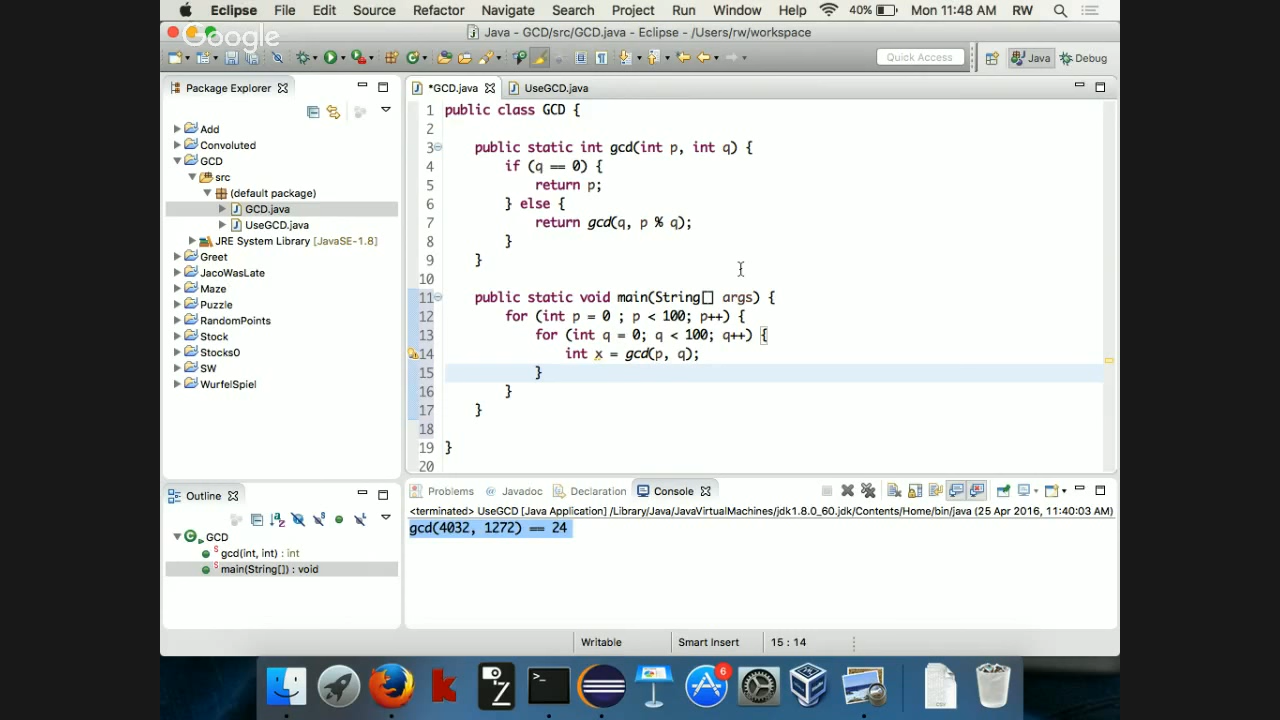 Eclipse File Edit Source Refactor Navigate Search Project Run Window Help 40% Mon 11:48 AM RW
Google
Java - GCD/src/GCD.java - Eclipse - /Users/rw/workspace
Quick Access Java Debug
Package Explorer
Add
Convoluted
GCD
src
(default package)
GCD.java
UseGCD.java
JRE System Library [JavaSE-1.8]
Greet
JacoWasLate
Maze
Puzzle
RandomPoints
Stock
Stocks0
SW
WurfelSpiel
*GCD.java UseGCD.java
1 public class GCD {
2
3 public static int gcd(int p, int q) {
4 if (q == 0) {
5 return p;
6 } else {
7 return gcd(q, p % q);
8 }
9 }
10
11 public static void main(String[] args) {
12 for (int p = 0 ; p < 100; p++) {
13 for (int q = 0; q < 100; q++) {
14 int x = gcd(p, q);
15 }
16 }
17 }
18
19 }
20
Outline
GCD
gcd(int, int) : int
main(String[]) : void
Problems @ Javadoc Declaration Console
<terminated> UseGCD [Java Application] /Library/Java/JavaVirtualMachines/jdk1.8.0_60.jdk/Contents/Home/bin/java (25 Apr 2016, 11:40:03 AM)
gcd(4032, 1272) == 24
Writable Smart Insert 15 : 14
6